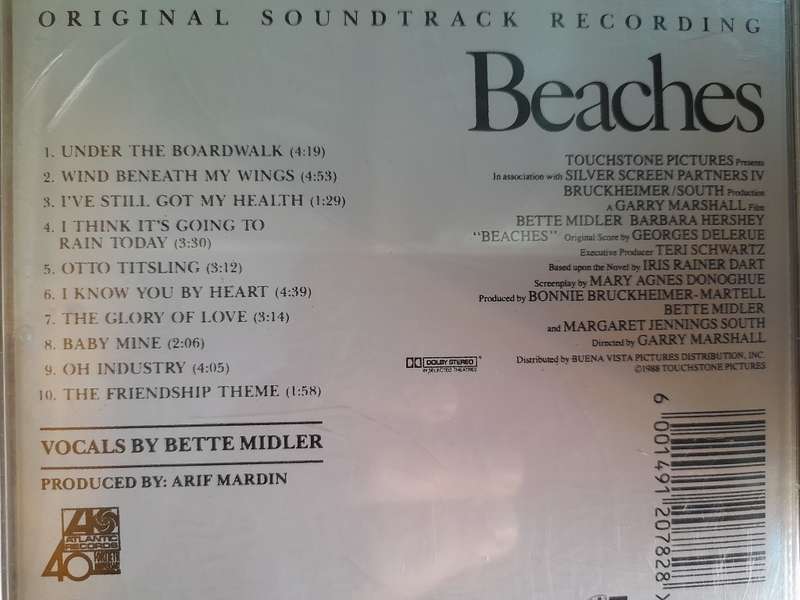 ORIGINAL SOUNDTRACK RECORDING
Beaches
1. UNDER THE BOARDWALK (4:19)
2. WIND BENEATH MY WINGS (4:53)
3. I'VE STILL GOT MY HEALTH (1:29)
4. I THINK IT'S GOING TO
RAIN TODAY (3:30)
5. OTTO TITSLING (3:12)
6. I KNOW YOU BY HEART (4:39)
7. THE GLORY OF LOVE (3:14)
8. BABY MINE (2:06)
9. OH INDUSTRY (4:05)
10. THE FRIENDSHIP THEME (1:58)
VOCALS BY BETTE MIDLER
PRODUCED BY: ARIF MARDIN
ATLANTIC
RECORDS
40
TOUCHSTONE PICTURES Presents
In association with SILVER SCREEN PARTNERS IV
BRUCKHEIMER/SOUTH Production
A GARRY MARSHALL Film
BETTE MIDLER BARBARA HERSHEY
"BEACHES" Original Score by GEORGES DELERUE
Executive Producer TERI SCHWARTZ
Based upon the Novel by IRIS RAINER DART
Screenplay by MARY AGNES DONOGHUE
Produced by BONNIE BRUCKHEIMER-MARTELL
BETTE MIDLER
and MARGARET JENNINGS SOUTH
Directed by GARRY MARSHALL
DOLBY STEREO
IN SELECTED THEATRES
Distributed by BUENA VISTA PICTURES DISTRIBUTION, INC.
©1988 TOUCHSTONE PICTURES
6 001491 207828 >